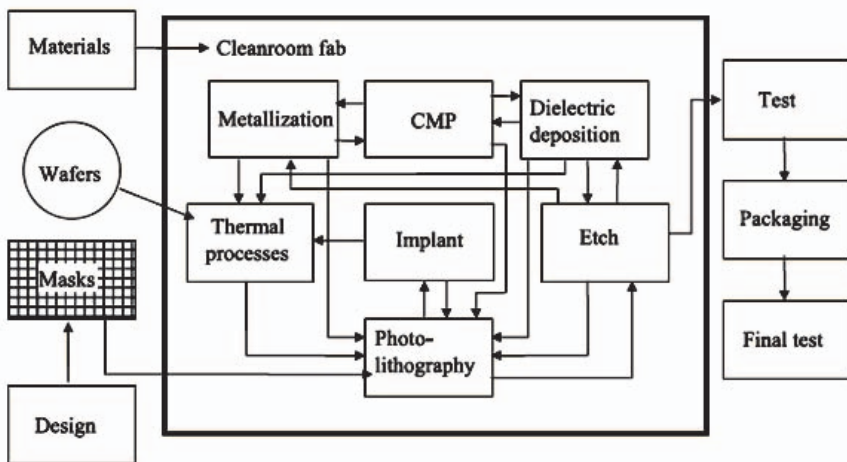 Materials
Cleanroom fab
Metallization
CMP
Dielectric
deposition
Test
Wafers
Thermal
processes
Implant
Etch
Packaging
Masks
Photo-
lithography
Final test
Design